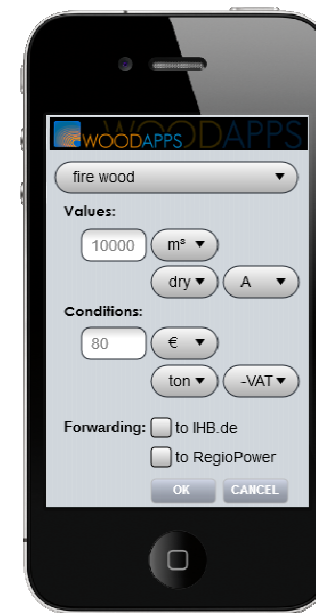 WOODAPPS
fire wood
Values:
10000 m³
dry A
Conditions:
80 €
ton -VAT
Forwarding: to IHB.de
to RegioPower
OK CANCEL